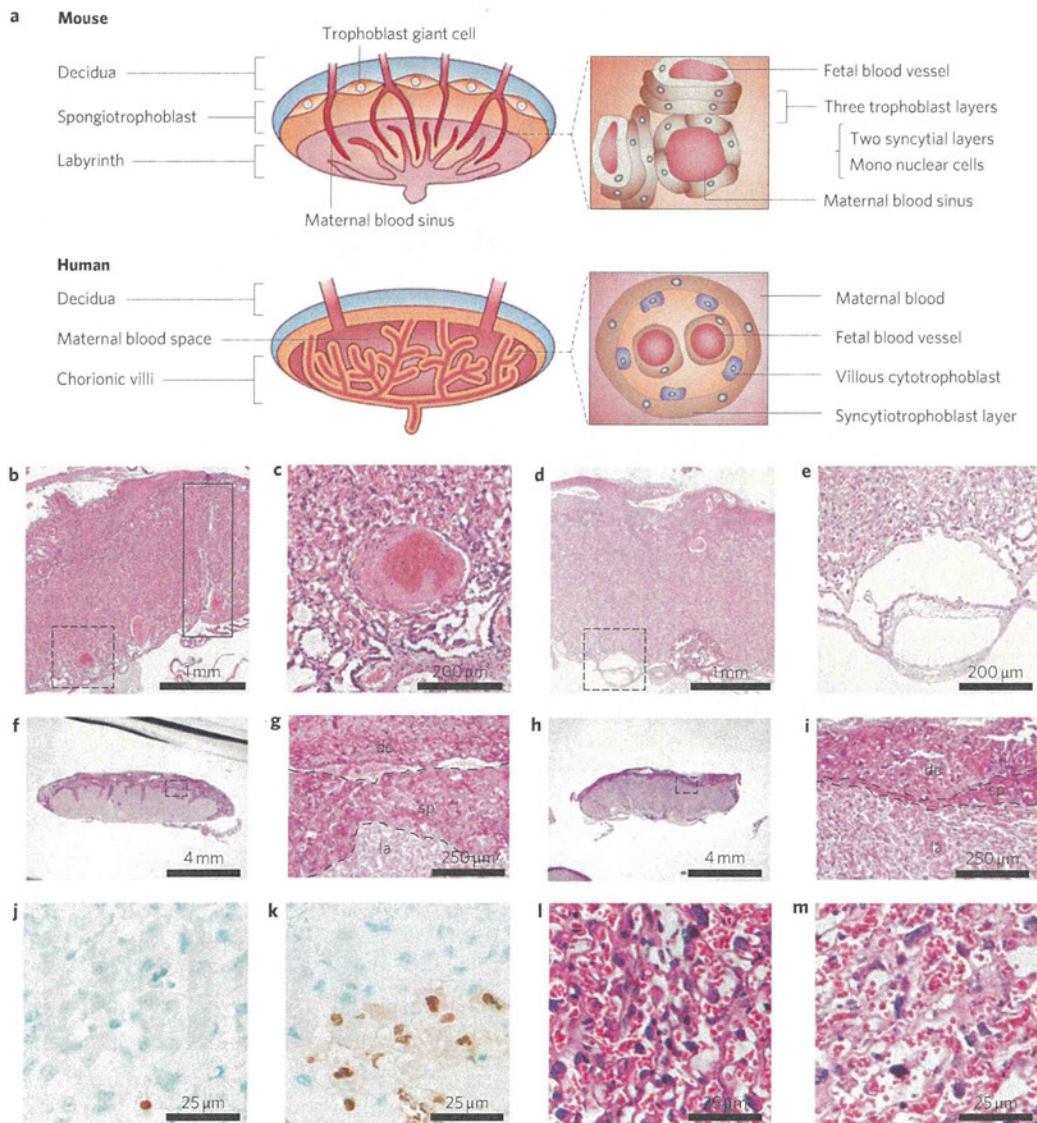 a
Mouse
Trophoblast giant cell
Decidua
Spongiotrophoblast
Labyrinth
Maternal blood sinus
Fetal blood vessel
Three trophoblast layers
Two syncytial layers
Mono nuclear cells
Maternal blood sinus
Human
Decidua
Maternal blood space
Chorionic villi
Maternal blood
Fetal blood vessel
Villous cytotrophoblast
Syncytiotrophoblast layer
b
1 mm
c
200 μm
d
1 mm
e
200 μm
f
4 mm
g
de
sp
la
250 μm
h
4 mm
i
de
sp
la
250 μm
j
25 μm
k
25 μm
l
25 μm
m
25 μm